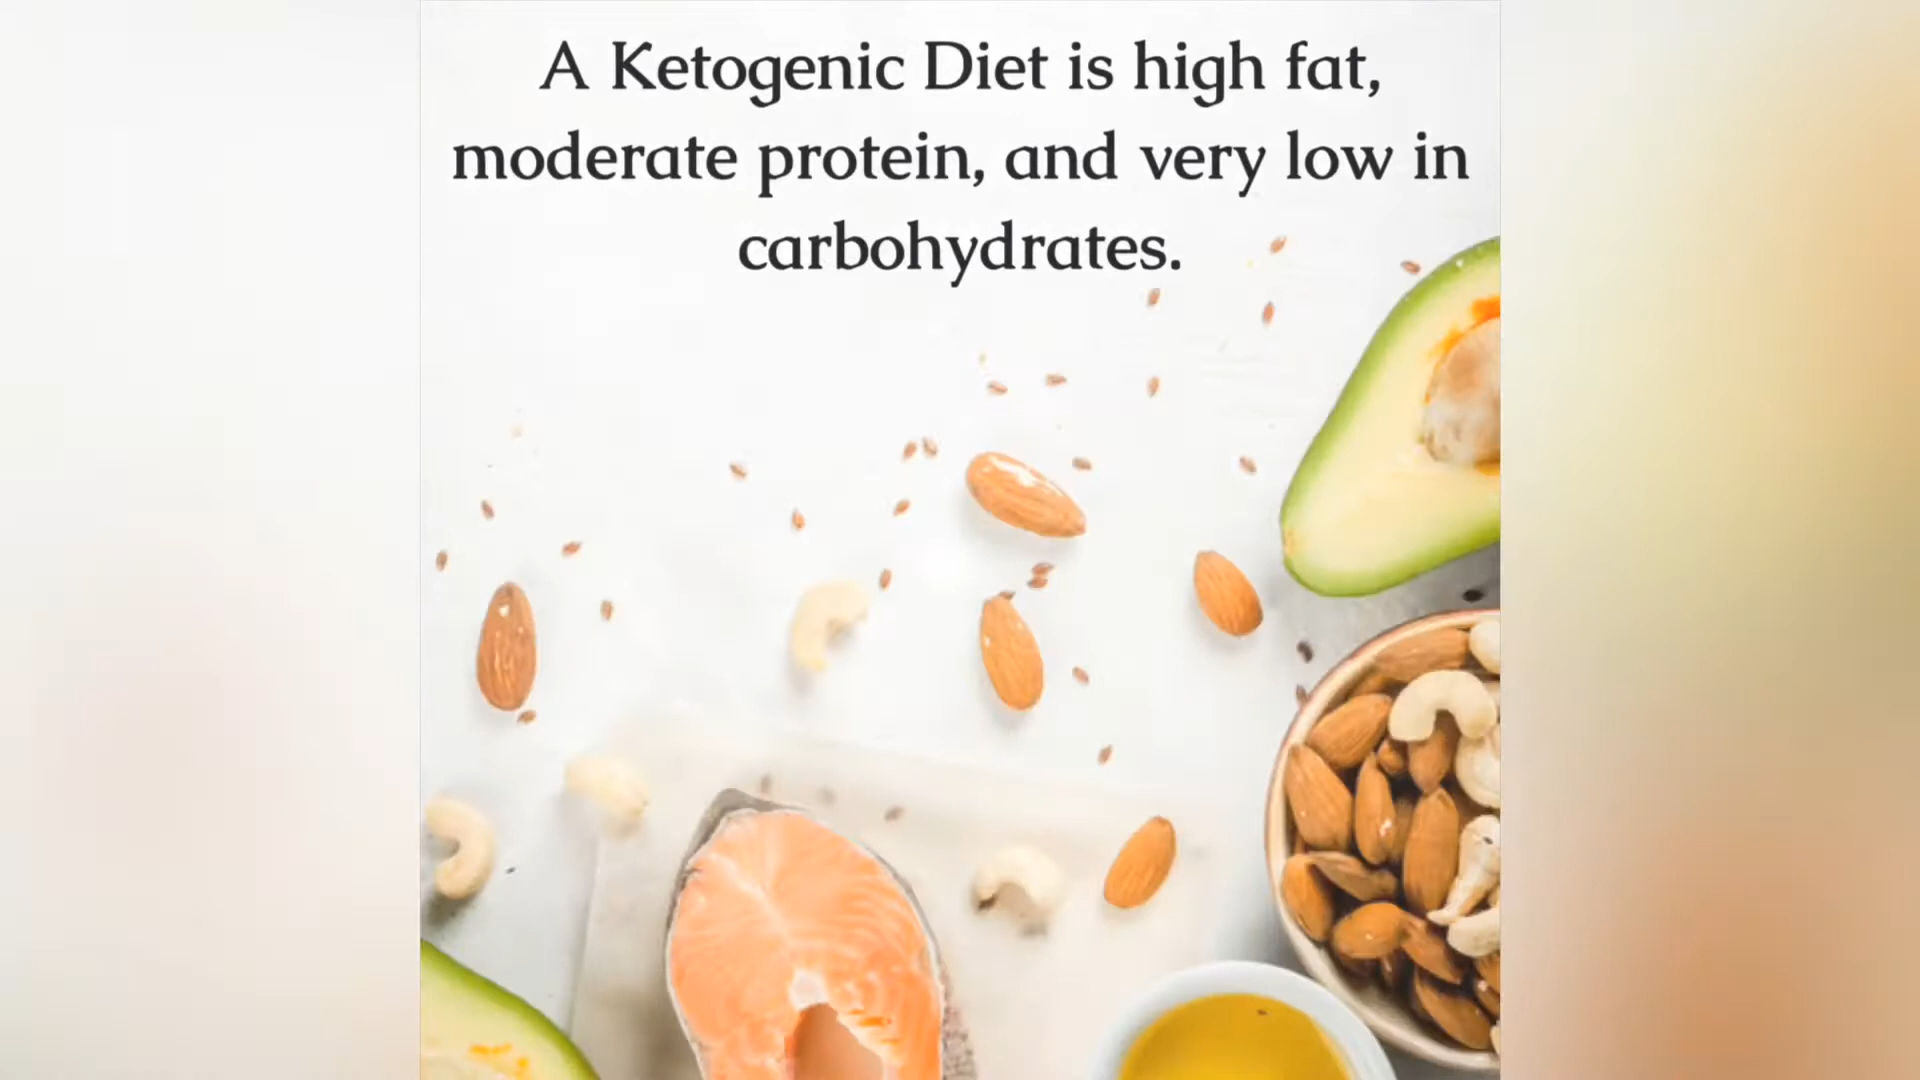 A Ketogenic Diet is high fat,
moderate protein, and very low in
carbohydrates.